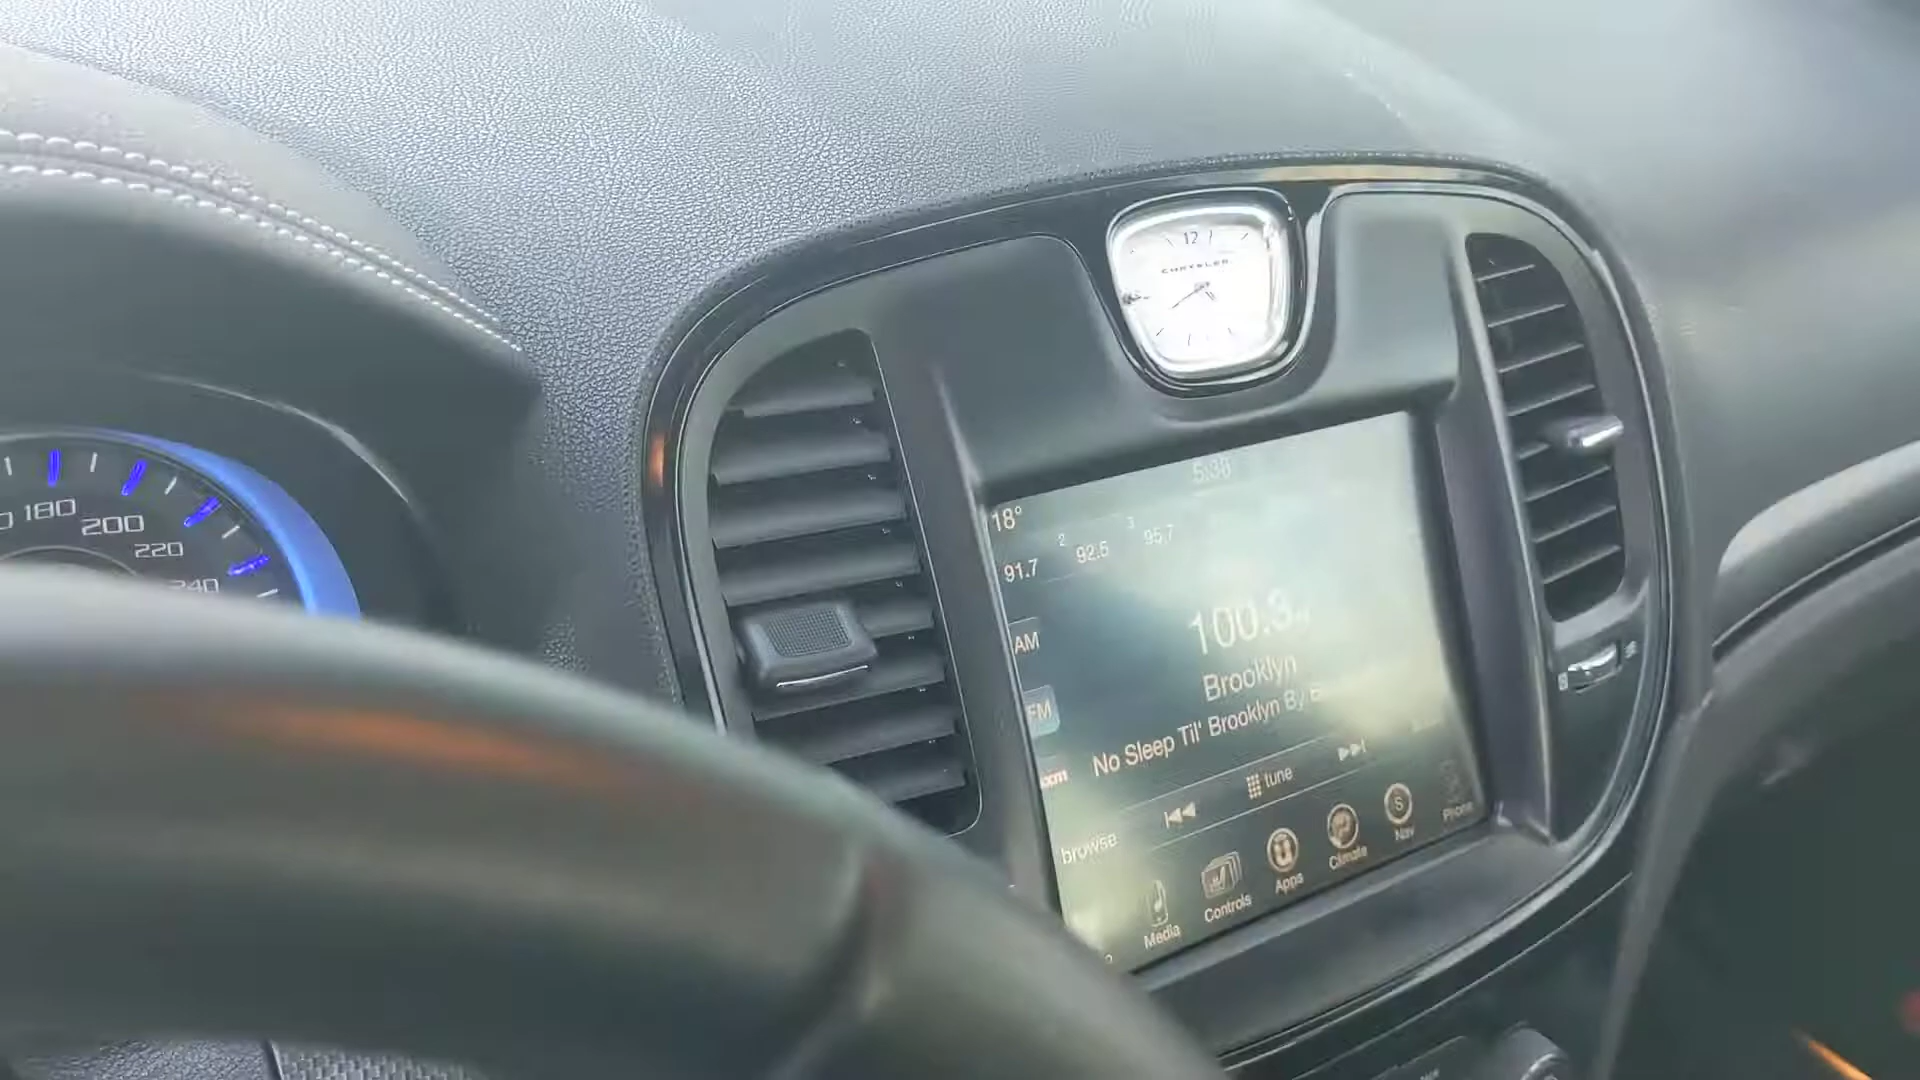 12
CHRYSLER
180
200
220
240
5:38
18°
91.7
2
92.5
3
95.7
100.3
AM
Brooklyn
FM
No Sleep Til' Brooklyn By
xm
tune
browse
Media
Controls
Apps
Climate
S
Nav
Phone